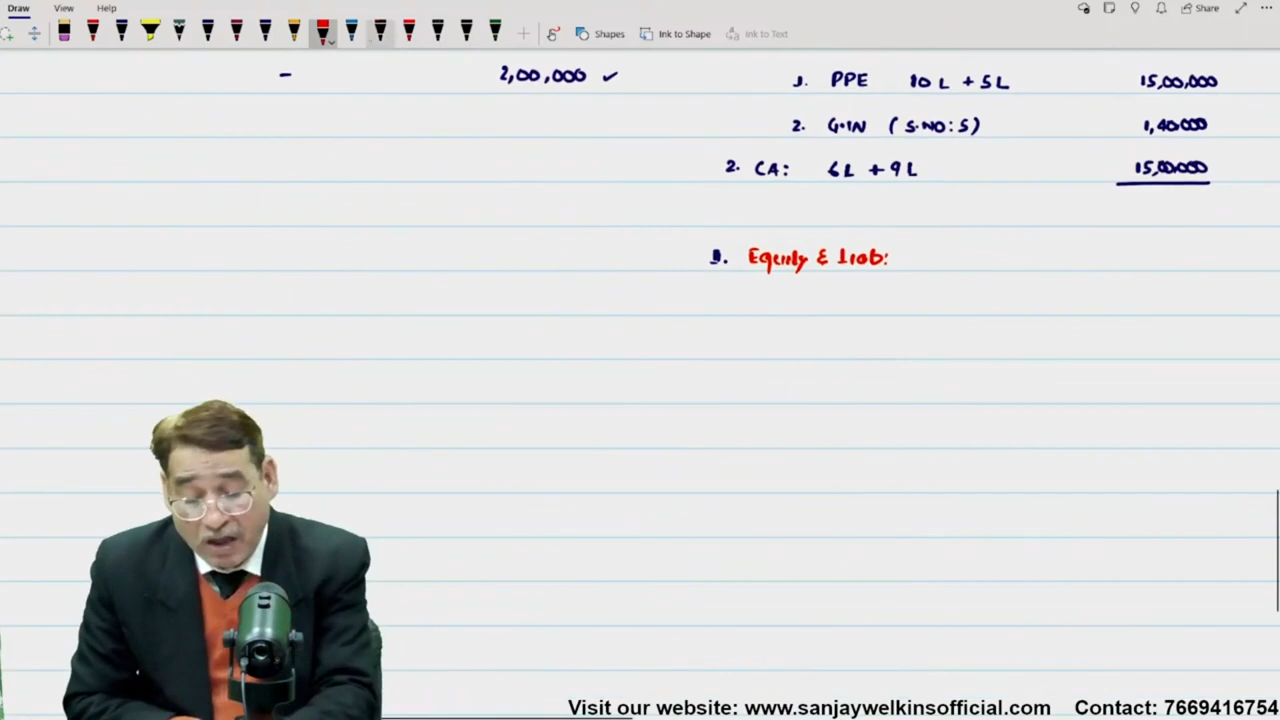 Draw View Help
Share
Shapes Ink to Shape Ink to Text
- 2,00,000 ✓
1. PPE 10 L + 5 L 15,00,000
2. G.IN (S.NO:5) 1,40,000
2. CA: 6L + 9L 15,00,000
1. Equity & liab:
Visit our website: www.sanjaywelkinsofficial.com Contact: 7669416754